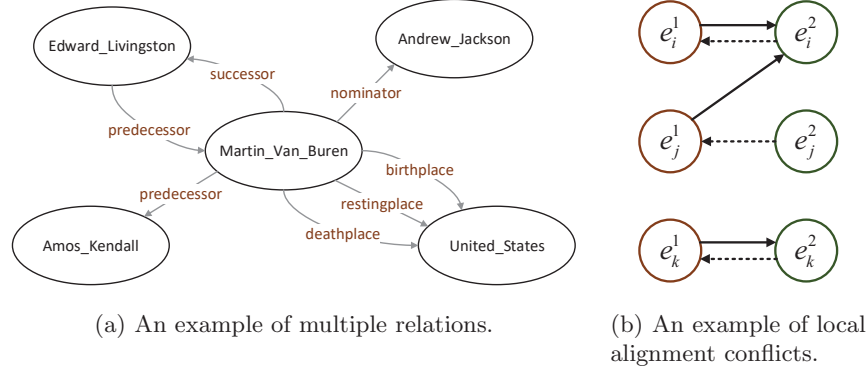 Edward_Livingston
Andrew_Jackson
successor
nominator
predecessor
Martin_Van_Buren
birthplace
predecessor
restingplace
deathplace
Amos_Kendall
United_States
(a) An example of multiple relations.
e_i^1
e_i^2
e_j^1
e_j^2
e_k^1
e_k^2
(b) An example of local
alignment conflicts.